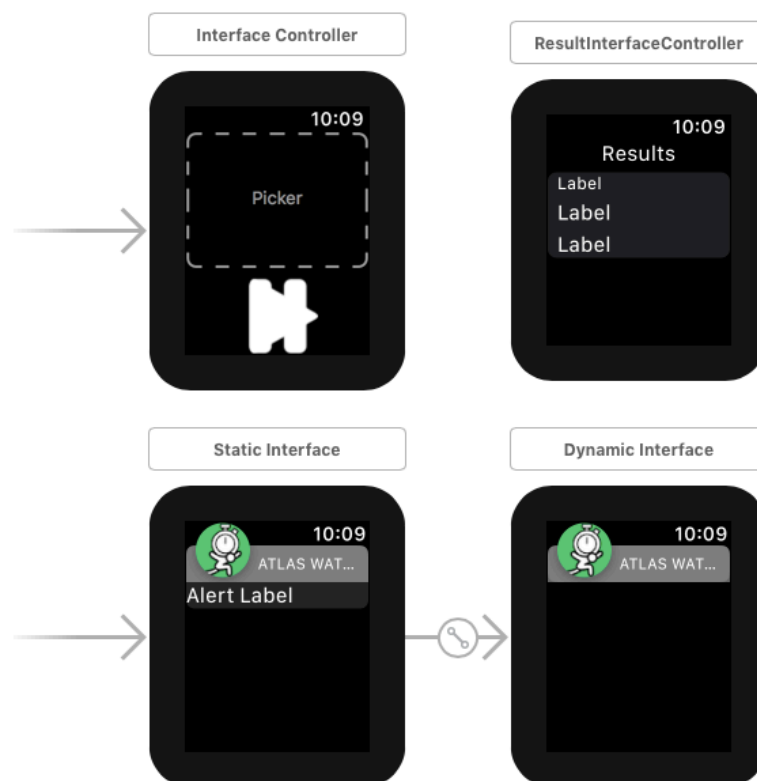 Interface Controller
ResultInterfaceController
10:09
Picker
10:09
Results
Label
Label
Label
Static Interface
Dynamic Interface
10:09
ATLAS WAT...
Alert Label
10:09
ATLAS WAT...